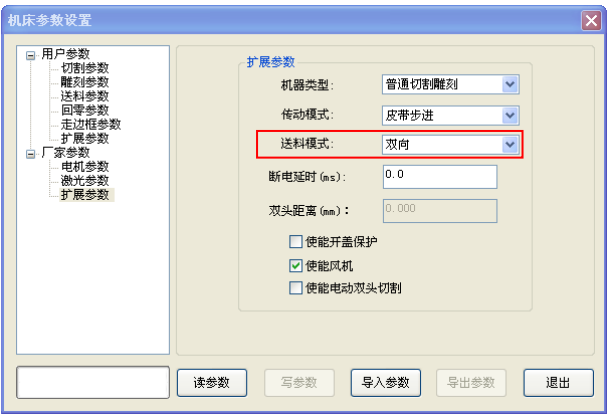 机床参数设置
用户参数
切割参数
雕刻参数
送料参数
回零参数
走边框参数
扩展参数
厂家参数
电机参数
激光参数
扩展参数
扩展参数
机器类型: 普通切割雕刻
传动模式: 皮带步进
送料模式: 双向
断电延时(ms): 0.0
双头距离(mm): 0.000
使能开盖保护
使能风机
使能电动双头切割
读参数 写参数 导入参数 导出参数 退出